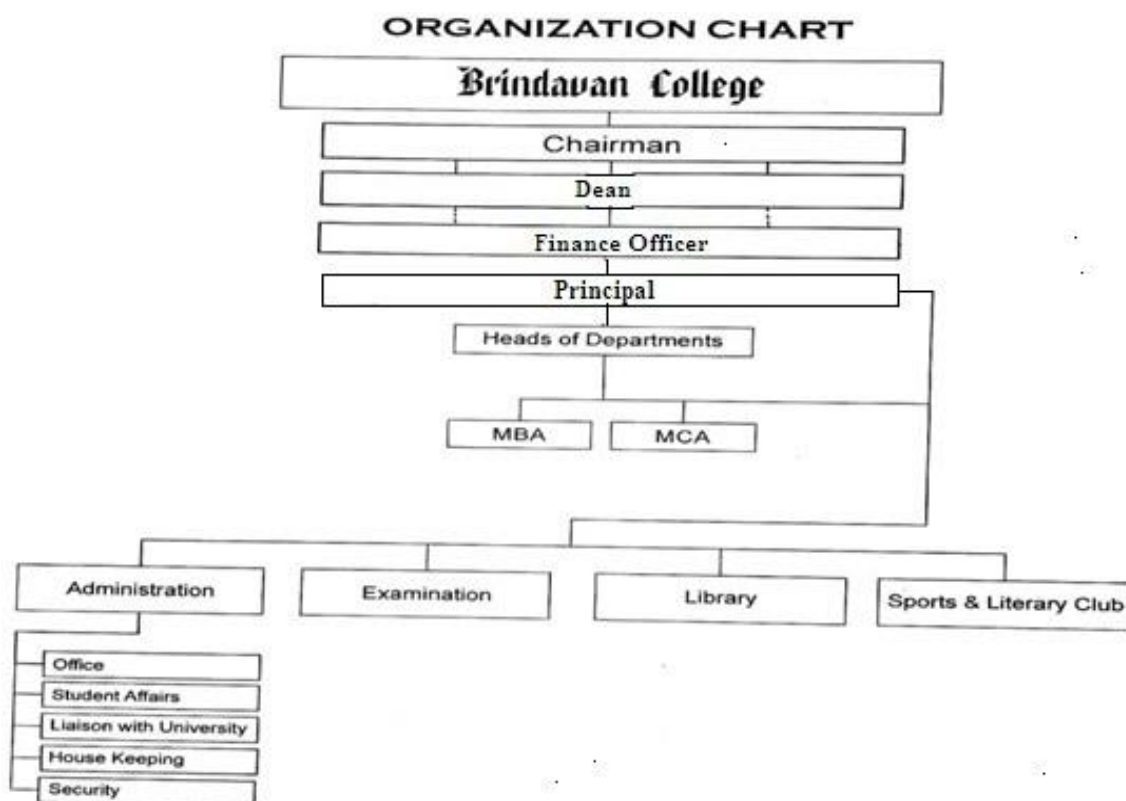 ORGANIZATION CHART
Brindavan College
Chairman
Dean
Finance Officer
Principal
Heads of Departments
MBA
MCA
Administration
Examination
Library
Sports & Literary Club
Office
Student Affairs
Liaison with University
House Keeping
Security